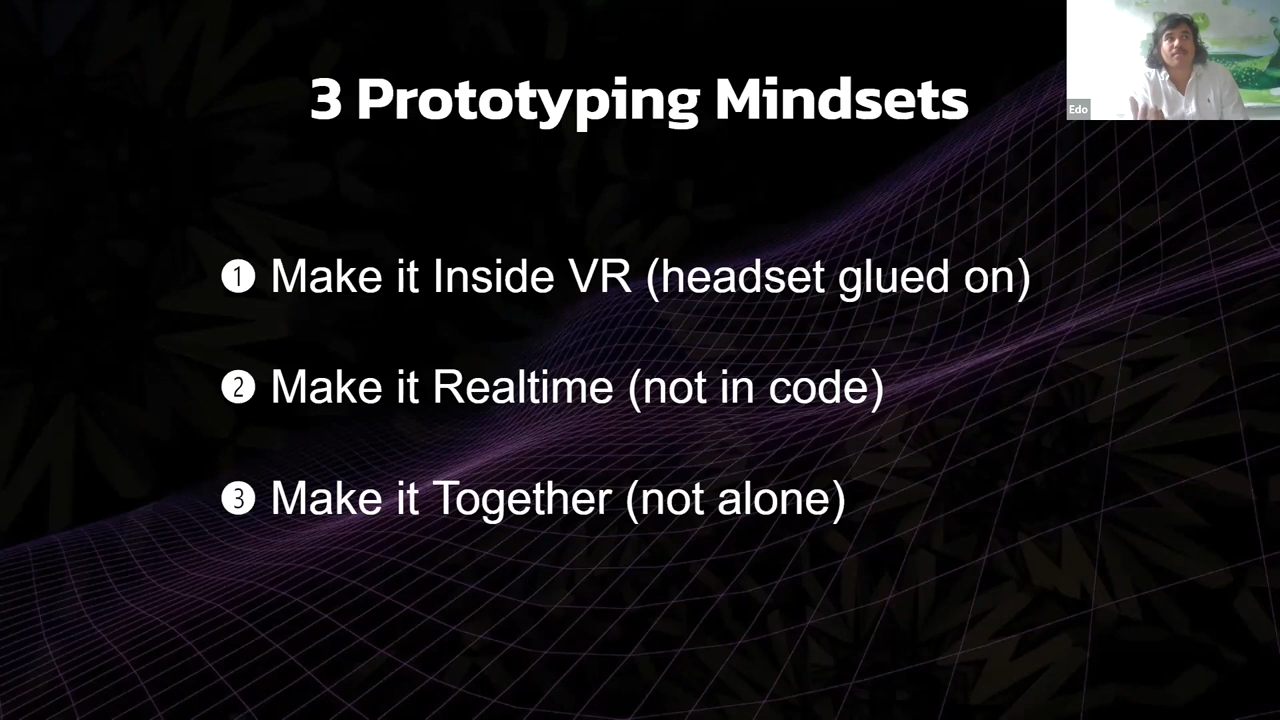 3 Prototyping Mindsets
Edo
❶ Make it Inside VR (headset glued on)
❷ Make it Realtime (not in code)
❸ Make it Together (not alone)